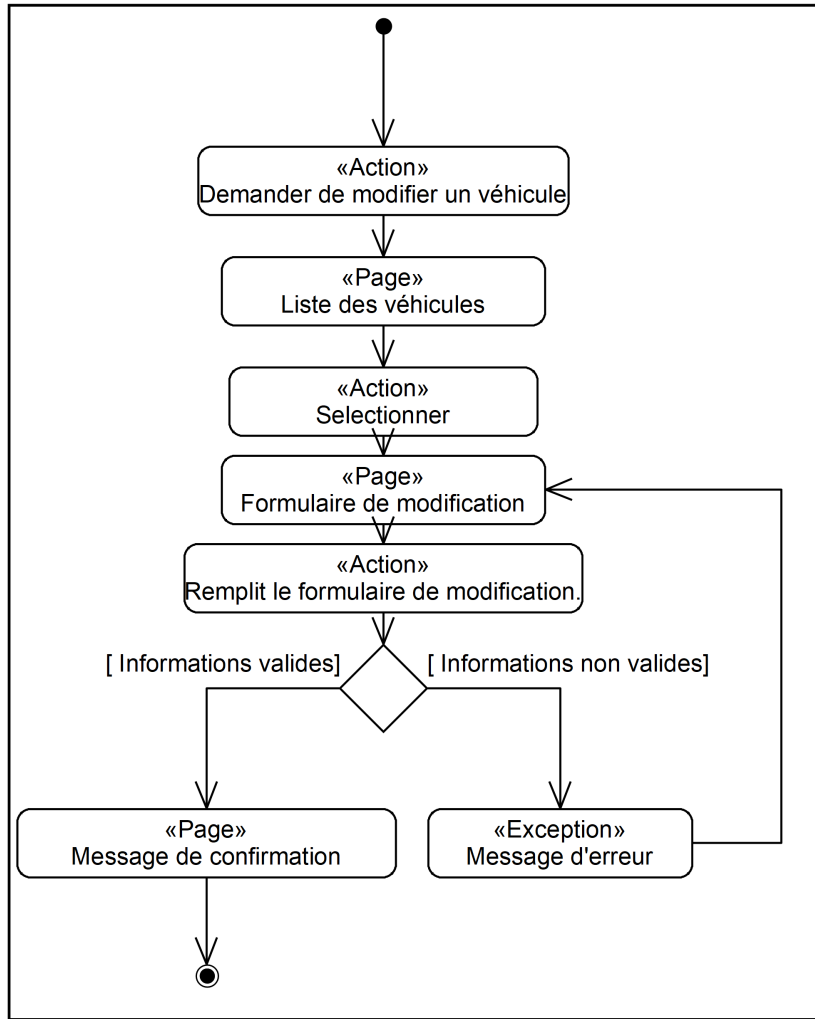 «Action»
Demander de modifier un véhicule
«Page»
Liste des véhicules
«Action»
Selectionner
«Page»
Formulaire de modification
«Action»
Remplit le formulaire de modification.
[ Informations valides]
[ Informations non valides]
«Page»
Message de confirmation
«Exception»
Message d'erreur